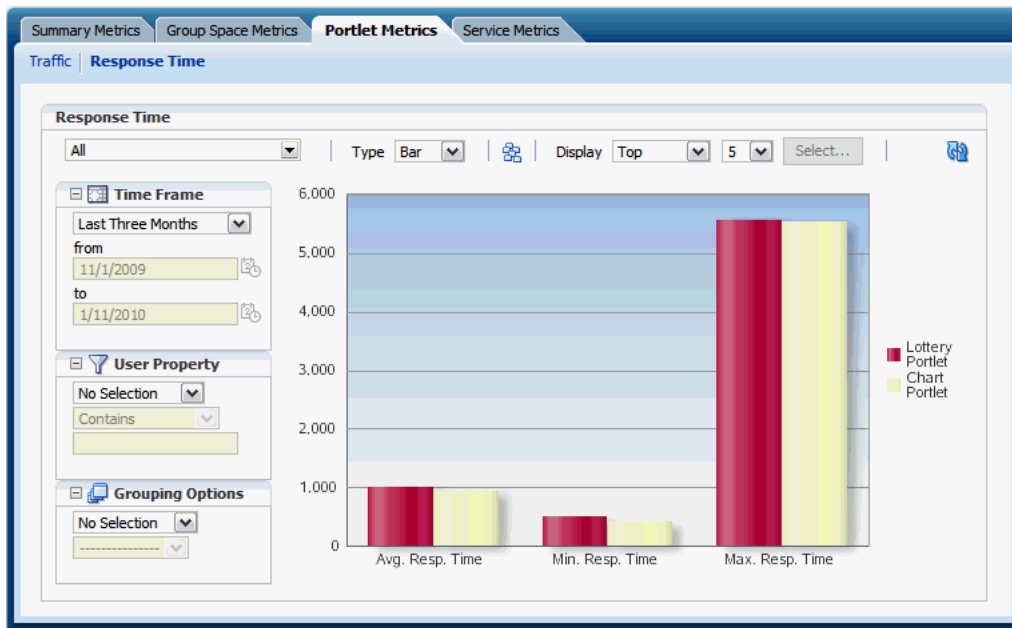 Summary Metrics Group Space Metrics Portlet Metrics Service Metrics
Traffic Response Time
Response Time
All Type Bar Display Top 5 Select...
Time Frame
Last Three Months
from
11/1/2009
to
1/11/2010
User Property
No Selection
Contains
Grouping Options
No Selection
---------------
6,000
5,000
4,000
3,000
2,000
1,000
0
Avg. Resp. Time Min. Resp. Time Max. Resp. Time
Lottery
Portlet
Chart
Portlet